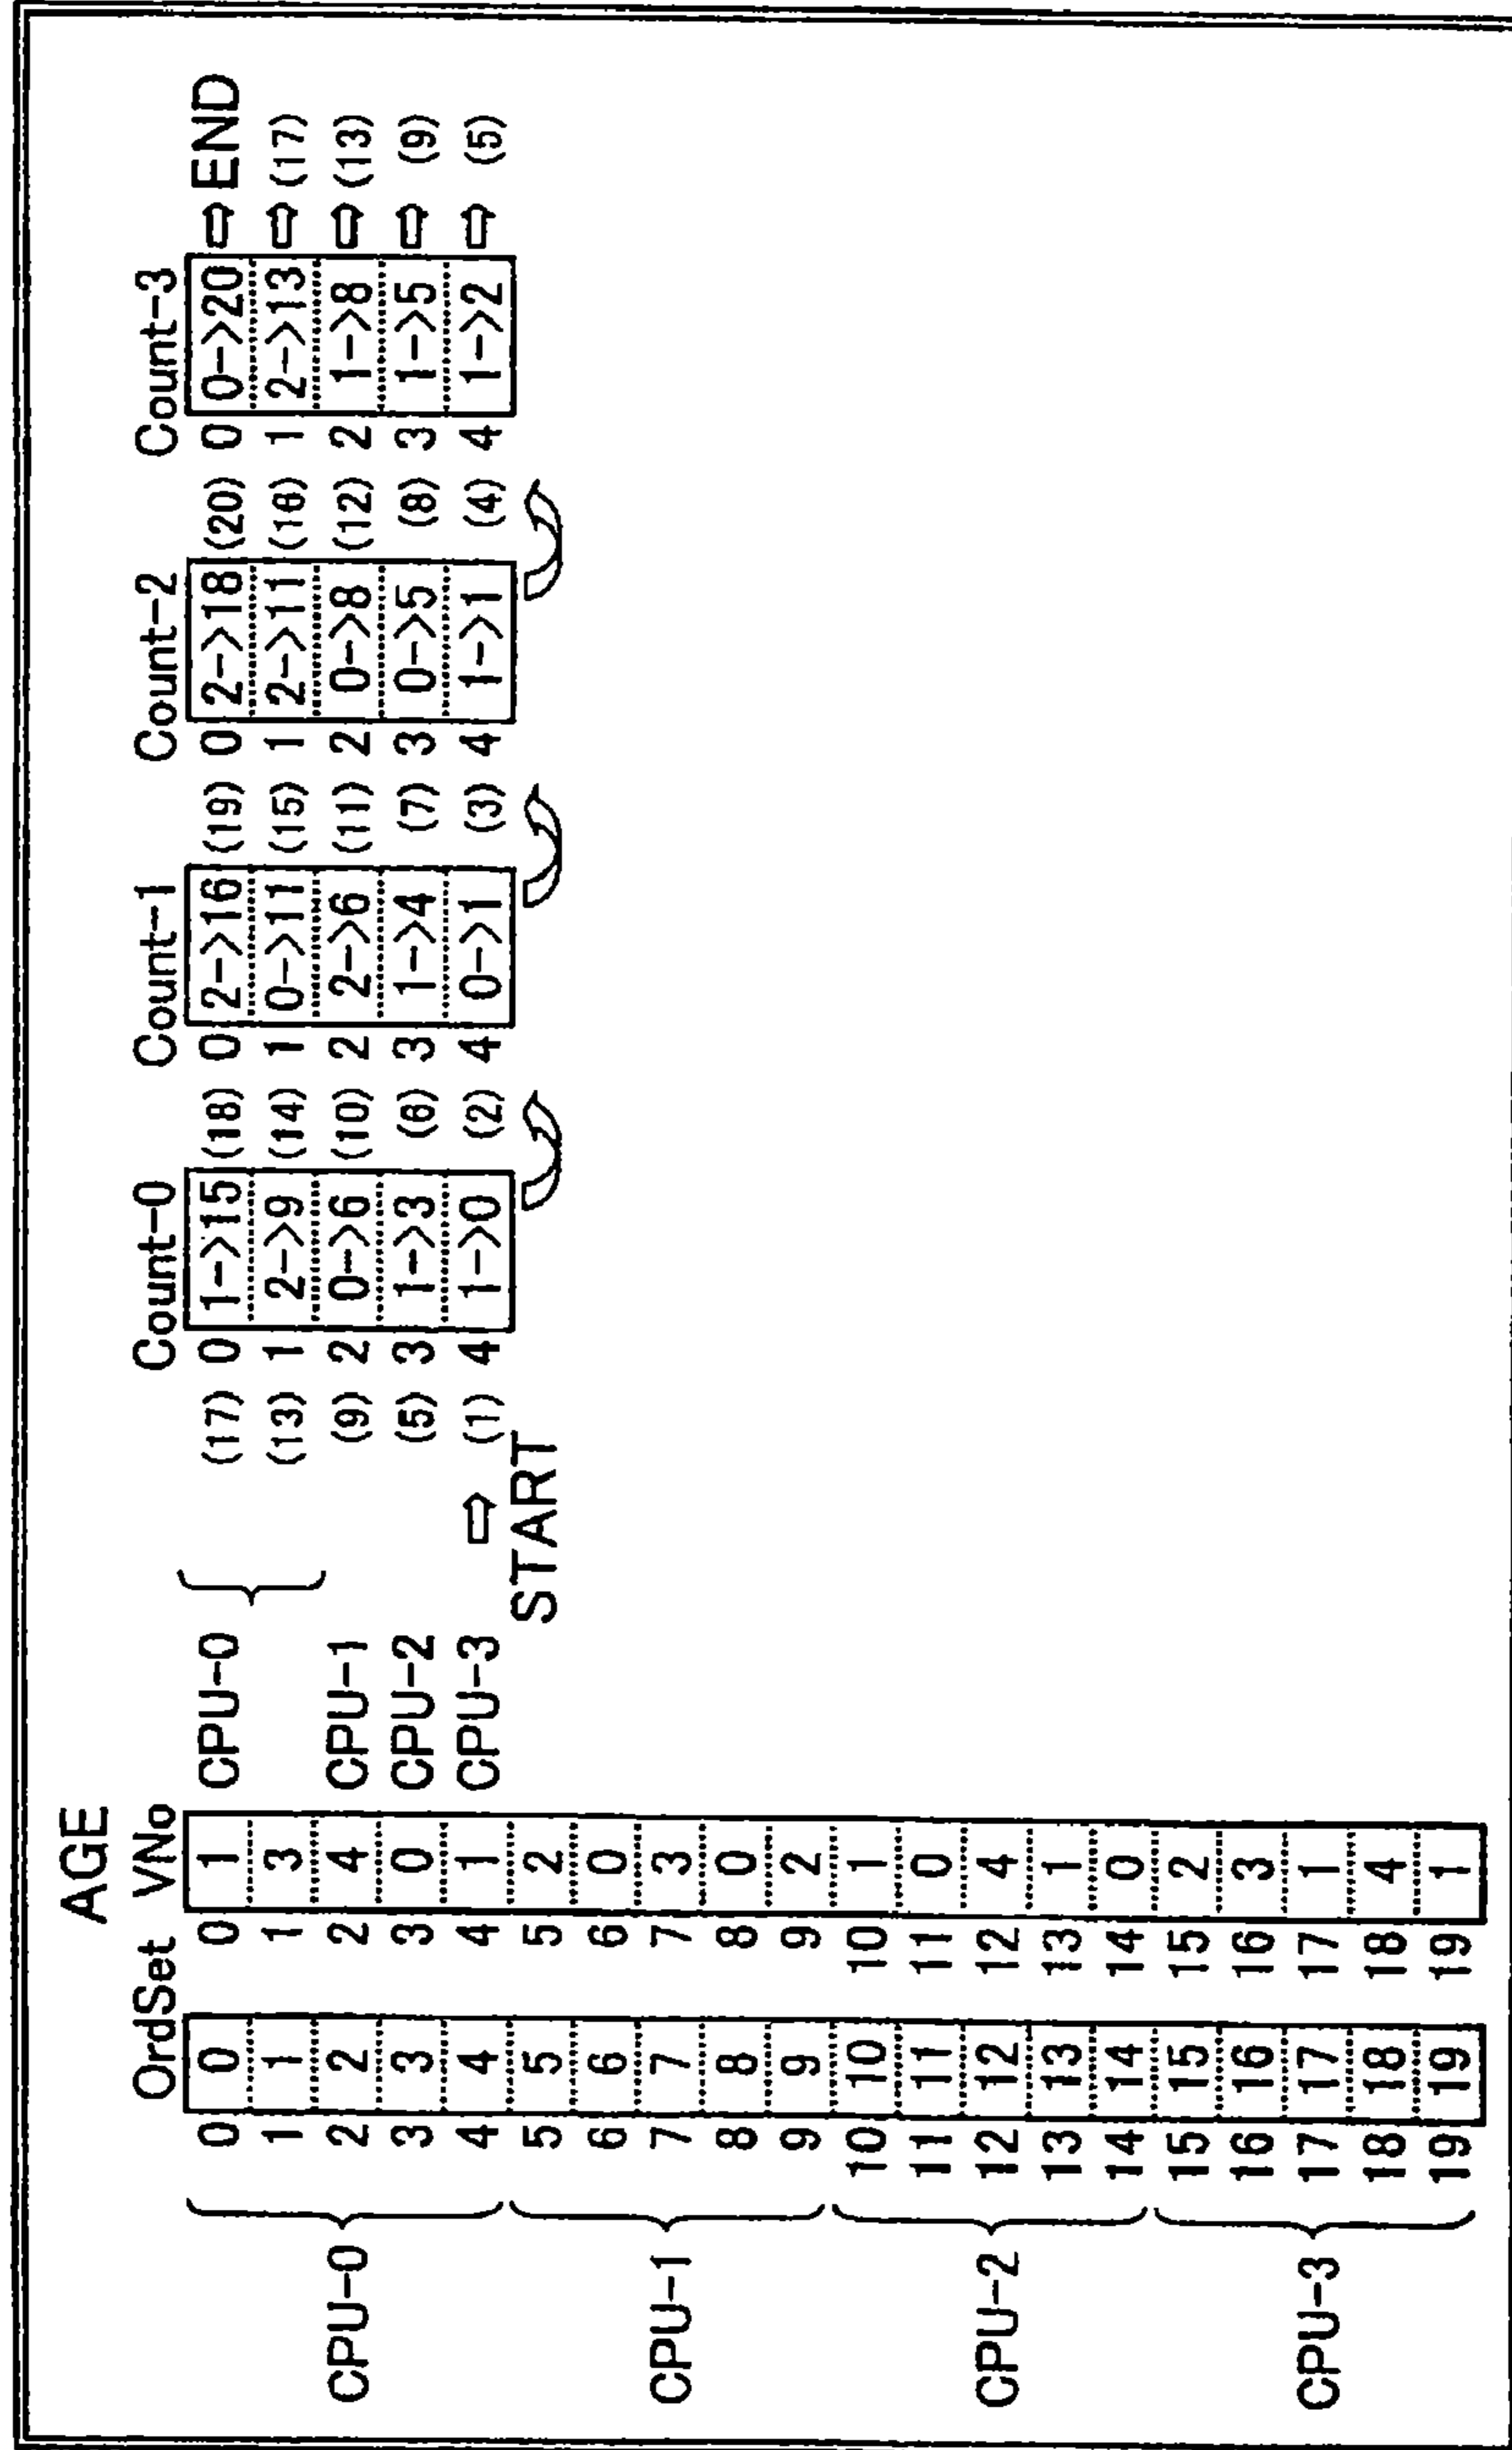 AGE
OrdSet VNo Count-0 Count-1 Count-2 Count-3
0 0 0 1 CPU-0 (17) 0 1->15 (18) 0 2->16 (19) 0 2->18 (20) 0 0->20 ⇨ END
1 1 1 3 (13) 1 2->9 (14) 1 0->11 (15) 1 2->11 (16) 1 2->13 ⇨ (17)
CPU-0 2 2 2 4 CPU-1 (9) 2 0->6 (10) 2 2->6 (11) 2 0->8 (12) 2 1->8 ⇨ (13)
3 3 3 0 CPU-2 (5) 3 1->3 (6) 3 1->4 (7) 3 0->5 (8) 3 1->5 ⇨ (9)
4 4 4 1 CPU-3 ⇨ (1) 4 1->0 (2) 4 0->1 (3) 4 1->1 (4) 4 1->2 ⇨ (5)
5 5 5 2 START
6 6 6 0
CPU-1 7 7 7 3
8 8 8 0
9 9 9 2
10 10 10 1
11 11 11 0
CPU-2 12 12 12 4
13 13 13 1
14 14 14 0
15 15 15 2
16 16 16 3
CPU-3 17 17 17 1
18 18 18 4
19 19 19 1